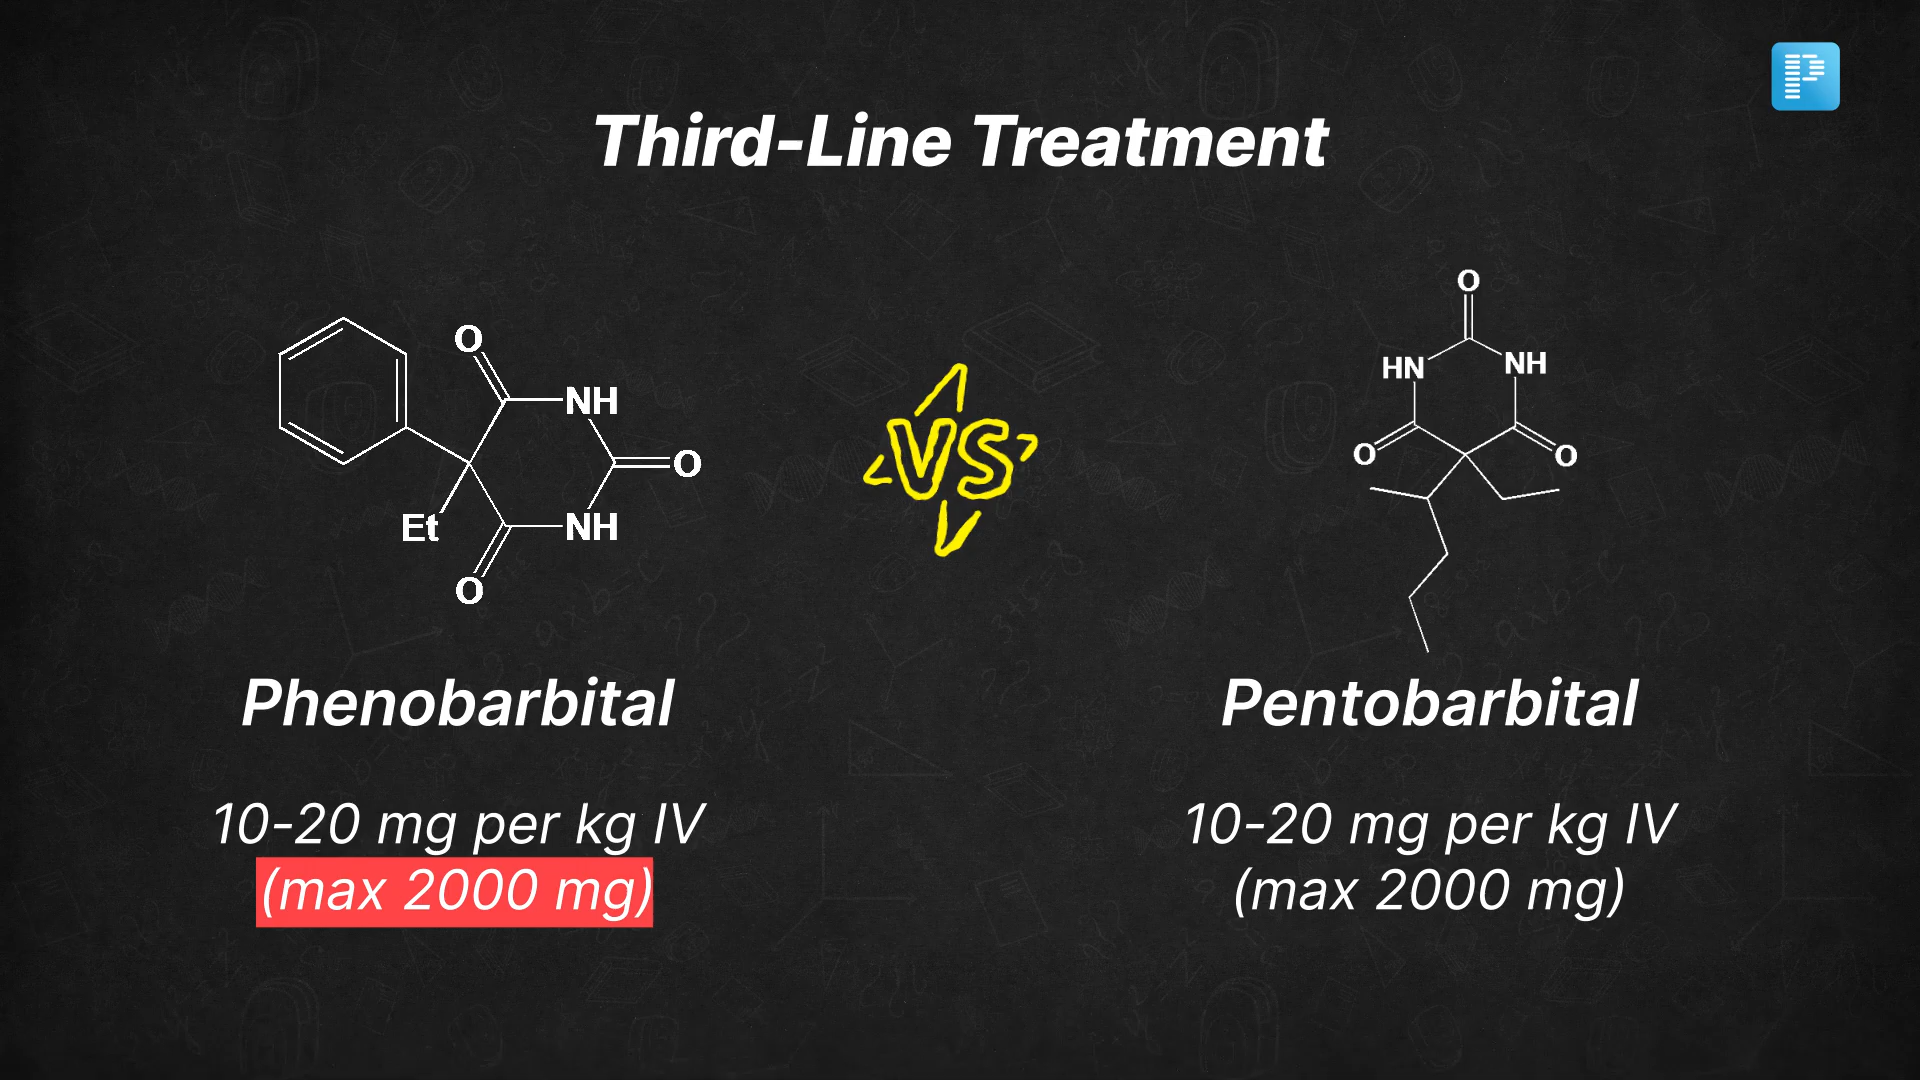 Third-Line Treatment
O
NH
O
Et
NH
O
VS
O
HN
NH
O
O
Phenobarbital
10-20 mg per kg IV
(max 2000 mg)
Pentobarbital
10-20 mg per kg IV
(max 2000 mg)